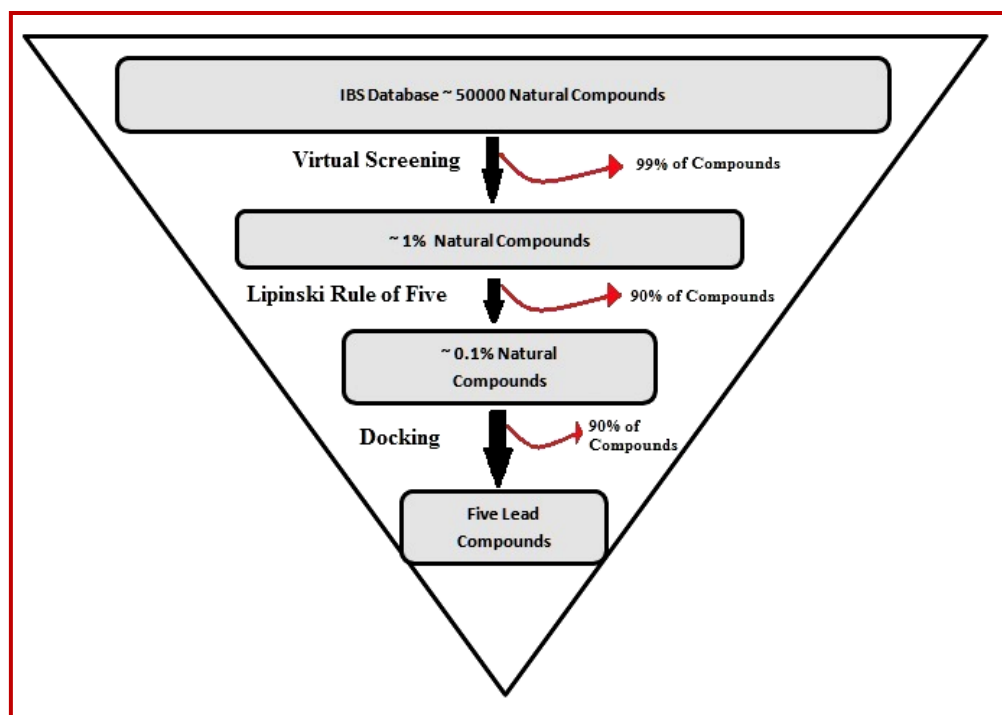 IBS Database ~ 50000 Natural Compounds
Virtual Screening
99% of Compounds
~ 1% Natural Compounds
Lipinski Rule of Five
90% of Compounds
~ 0.1% Natural
Compounds
Docking
90% of
Compounds
Five Lead
Compounds